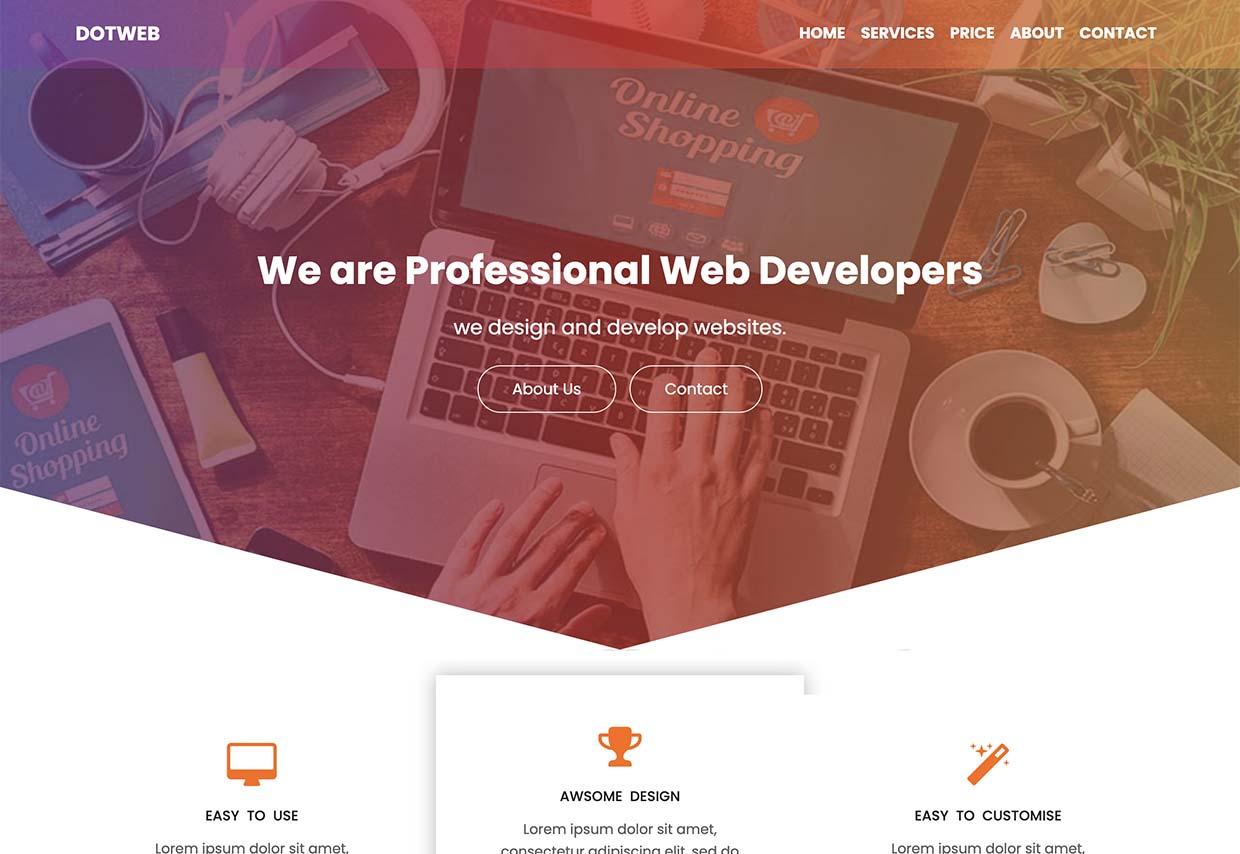 DOTWEB
HOME SERVICES PRICE ABOUT CONTACT
Online
Shopping
We are Professional Web Developers
we design and develop websites.
About Us Contact
Online
Shopping
AWSOME DESIGN
EASY TO USE
EASY TO CUSTOMISE
Lorem ipsum dolor sit amet,
consectetur adipiscing elit, sed do
Lorem ipsum dolor sit amet,
Lorem ipsum dolor sit amet,